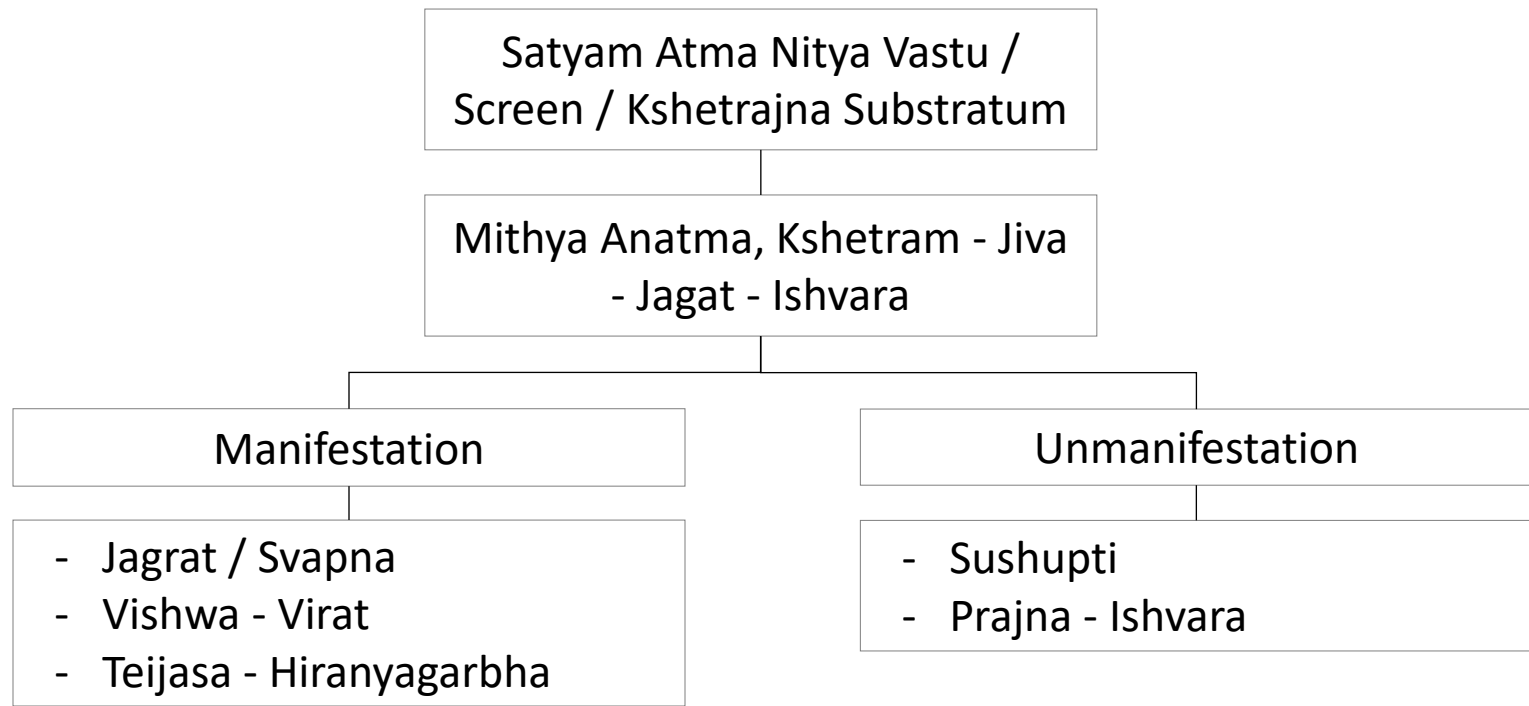 Satyam Atma Nitya Vastu /
Screen / Kshetrajna Substratum
Mithya Anatma, Kshetram - Jiva
- Jagat - Ishvara
Manifestation
- Jagrat / Svapna
- Vishwa - Virat
- Teijasa - Hiranyagarbha
Unmanifestation
- Sushupti
- Prajna - Ishvara